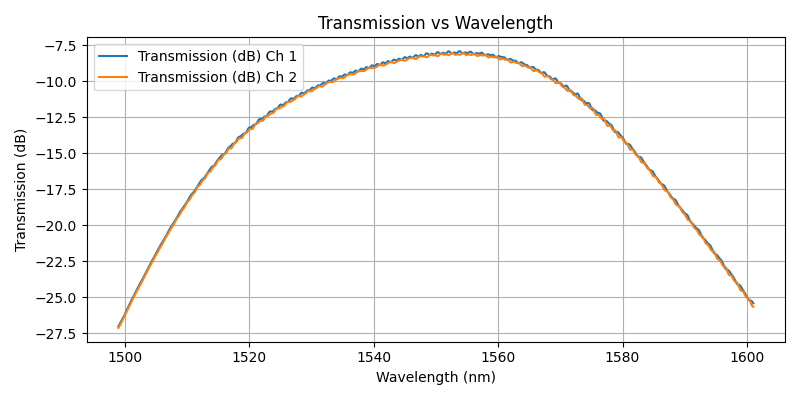 Transmission vs Wavelength
Transmission (dB) Ch 1
Transmission (dB) Ch 2
Transmission (dB)
−7.5
−10.0
−12.5
−15.0
−17.5
−20.0
−22.5
−25.0
−27.5
1500 1520 1540 1560 1580 1600
Wavelength (nm)